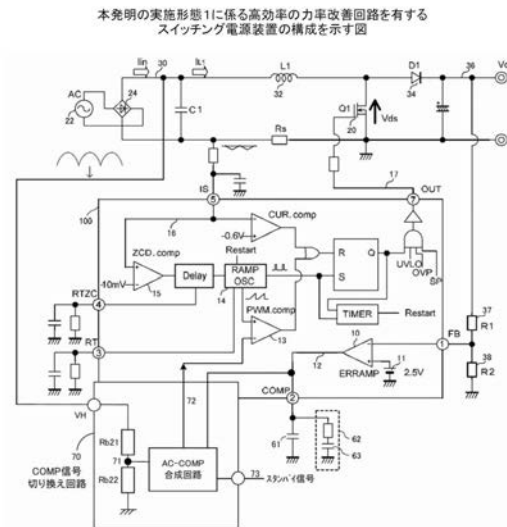 本発明の実施形態1に係る高効率の力率改善回路を有する
スイッチング電源装置の構成を示す図
Iin
30
IL1
L1
32
D1
34
36
AC
22
24
C1
Q1
20
Vds
Rs
17
IS
5
OUT
7
100
16
CUR.comp
-0.6V
ZCD.comp
-10mV
15
Delay
Restart
RAMP
OSC
14
R
Q
S
UVLO
OVP
SP
TIMER
Restart
PWM.comp
13
RTZC
4
RT
3
10
12
ERRAMP
11
2.5V
FB
1
37
R1
38
R2
COMP
2
72
VH
70
Rb21
71
Rb22
AC-COMP
合成回路
COMP信号
切り換え回路
73
スタンバイ信号
61
62
63